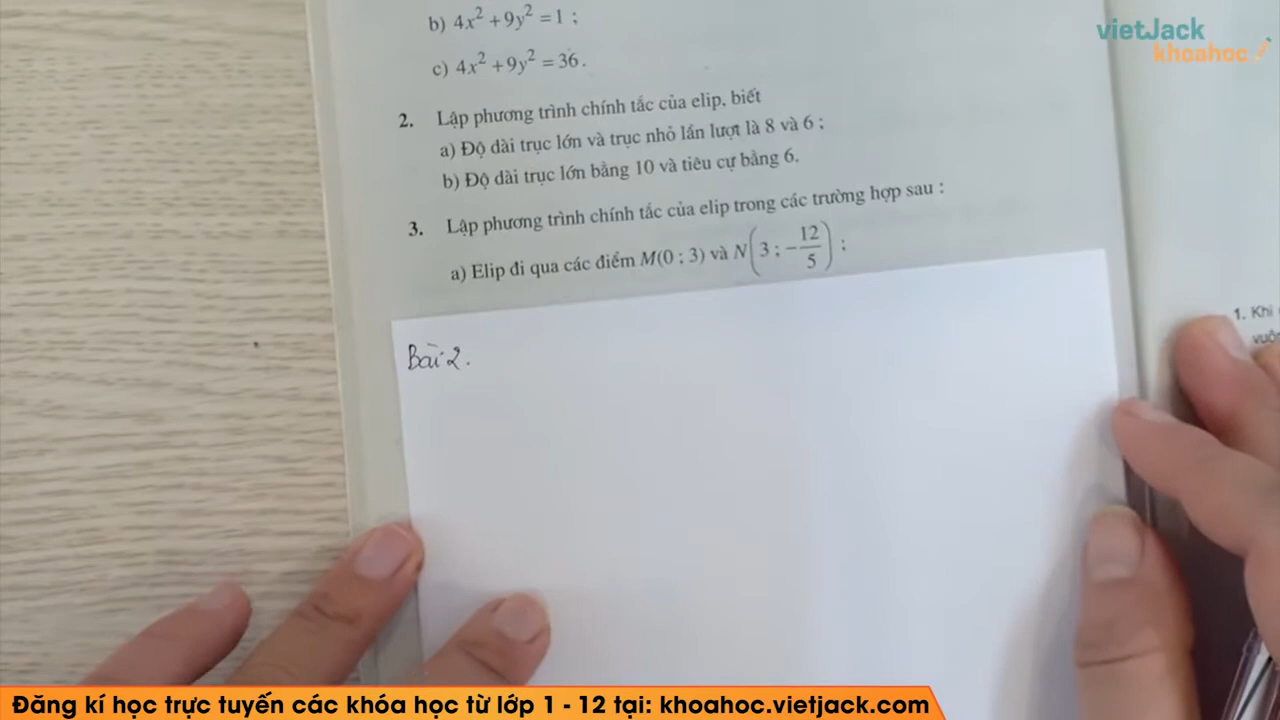 b) 4x² + 9y² = 1 ;
c) 4x² + 9y² = 36.
2. Lập phương trình chính tắc của elip, biết
a) Độ dài trục lớn và trục nhỏ lần lượt là 8 và 6 ;
b) Độ dài trục lớn bằng 10 và tiêu cự bằng 6.
3. Lập phương trình chính tắc của elip trong các trường hợp sau :
a) Elip đi qua các điểm M(0 ; 3) và N(3 ; -12/5) ;
Bài 2.
vietJack
khoahoc
1. Khi
Đăng kí học trực tuyến các khóa học từ lớp 1 - 12 tại: khoahoc.vietjack.com